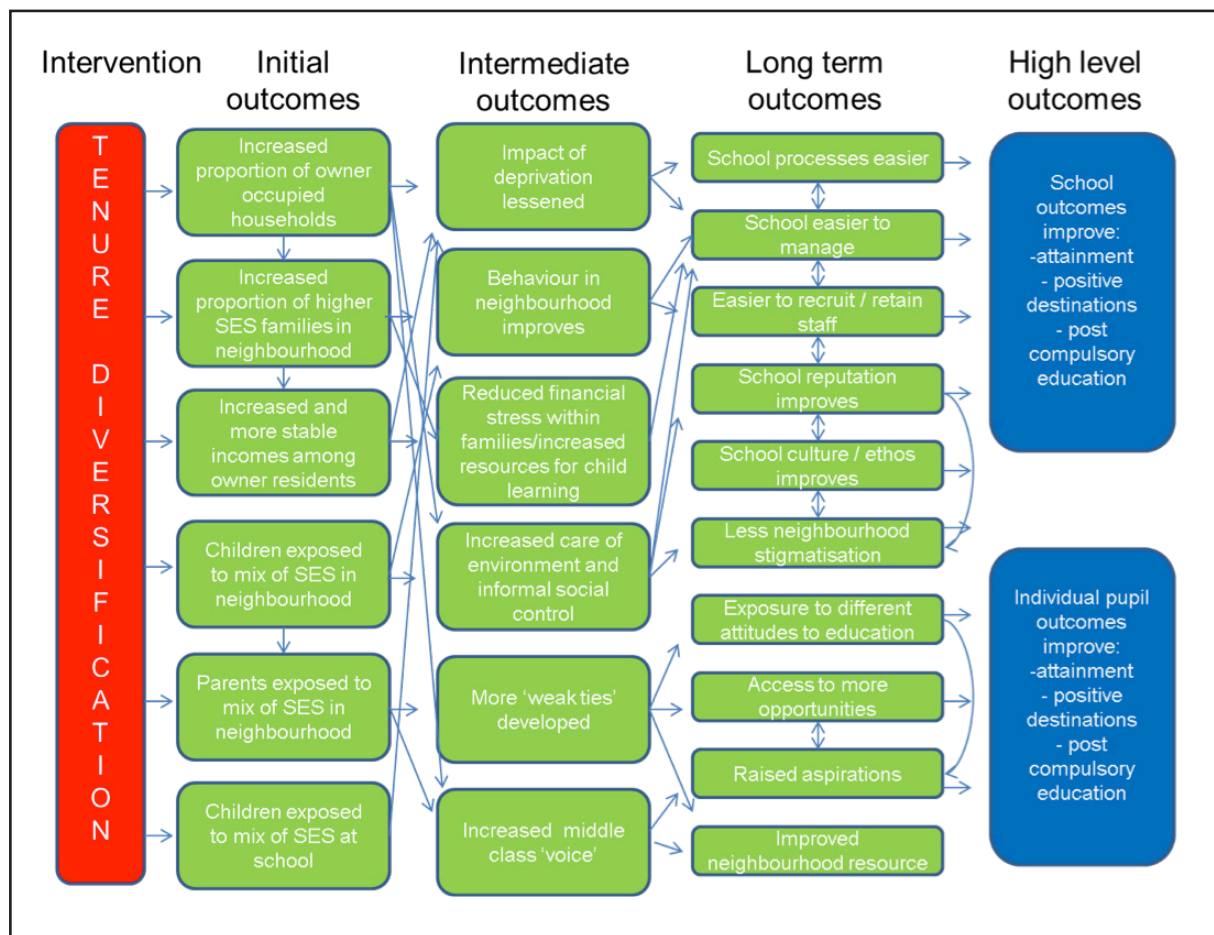 Intervention
Initial
outcomes
Intermediate
outcomes
Long term
outcomes
High level
outcomes
TENURE DIVERSIFICATION
Increased
proportion of owner
occupied
households
Increased
proportion of higher
SES families in
neighbourhood
Increased and
more stable
incomes among
owner residents
Children exposed
to mix of SES in
neighbourhood
Parents exposed to
mix of SES in
neighbourhood
Children exposed
to mix of SES at
school
Impact of
deprivation
lessened
Behaviour in
neighbourhood
improves
Reduced financial
stress within
families/increased
resources for child
learning
Increased care of
environment and
informal social
control
More ‘weak ties’
developed
Increased middle
class ‘voice’
School processes easier
School easier to
manage
Easier to recruit / retain
staff
School reputation
improves
School culture / ethos
improves
Less neighbourhood
stigmatisation
Exposure to different
attitudes to education
Access to more
opportunities
Raised aspirations
Improved
neighbourhood resource
School
outcomes
improve:
-attainment
- positive
destinations
- post
compulsory
education
Individual pupil
outcomes
improve:
-attainment
- positive
destinations
- post
compulsory
education